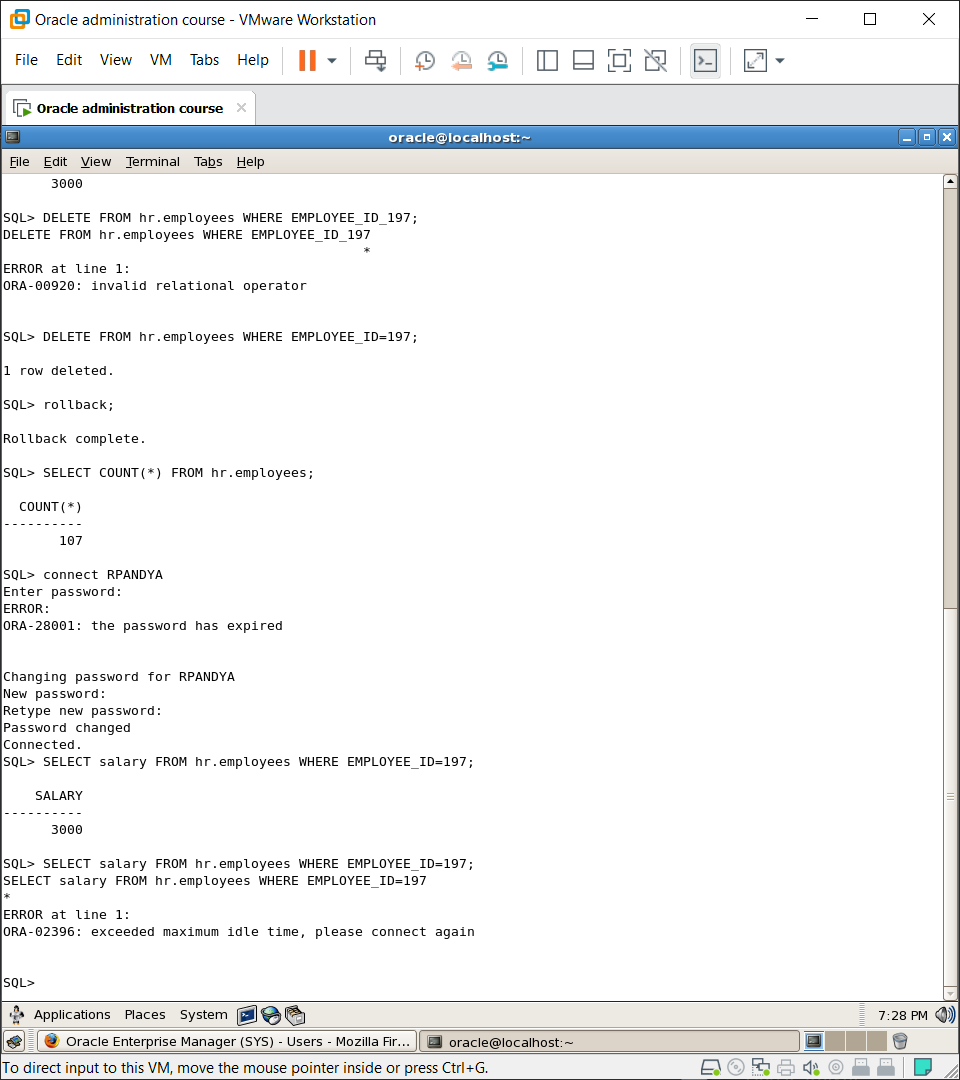 Oracle administration course - VMware Workstation
File Edit View VM Tabs Help
Oracle administration course
oracle@localhost:~
File Edit View Terminal Tabs Help
3000
SQL> DELETE FROM hr.employees WHERE EMPLOYEE_ID_197;
DELETE FROM hr.employees WHERE EMPLOYEE_ID_197
*
ERROR at line 1:
ORA-00920: invalid relational operator
SQL> DELETE FROM hr.employees WHERE EMPLOYEE_ID=197;
1 row deleted.
SQL> rollback;
Rollback complete.
SQL> SELECT COUNT(*) FROM hr.employees;
COUNT(*)
----------
107
SQL> connect RPANDYA
Enter password:
ERROR:
ORA-28001: the password has expired
Changing password for RPANDYA
New password:
Retype new password:
Password changed
Connected.
SQL> SELECT salary FROM hr.employees WHERE EMPLOYEE_ID=197;
SALARY
----------
3000
SQL> SELECT salary FROM hr.employees WHERE EMPLOYEE_ID=197;
SELECT salary FROM hr.employees WHERE EMPLOYEE_ID=197
*
ERROR at line 1:
ORA-02396: exceeded maximum idle time, please connect again
SQL>
Applications Places System 7:28 PM
Oracle Enterprise Manager (SYS) - Users - Mozilla Fir... oracle@localhost:~
To direct input to this VM, move the mouse pointer inside or press Ctrl+G.